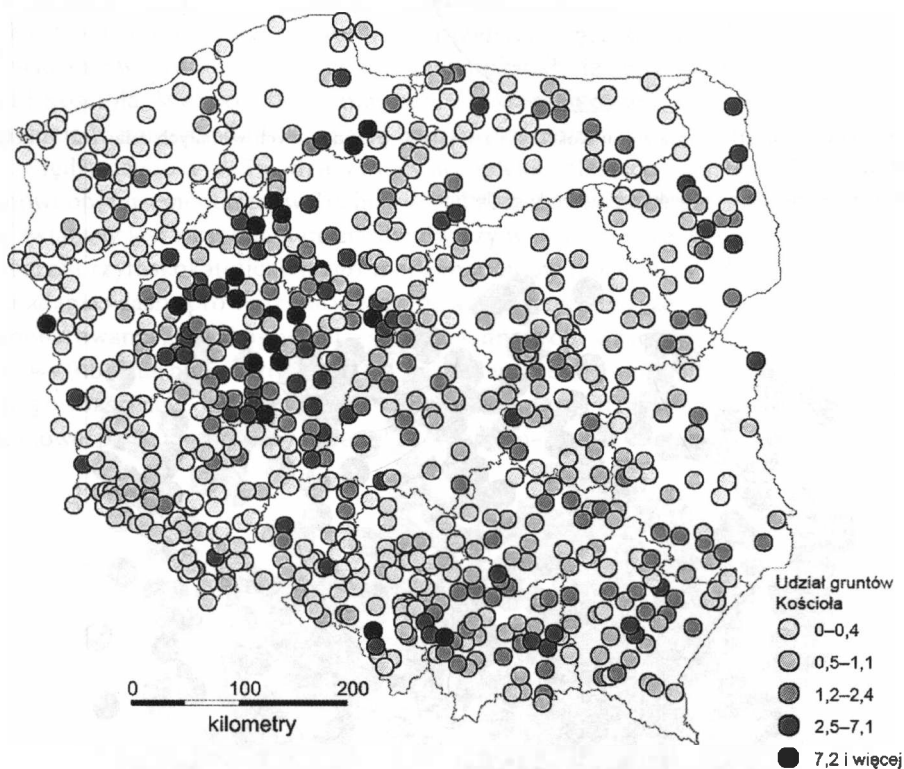 Udział gruntów
Kościoła
0–0,4
0,5–1,1
1,2–2,4
2,5–7,1
7,2 i więcej
0 100 200
kilometry